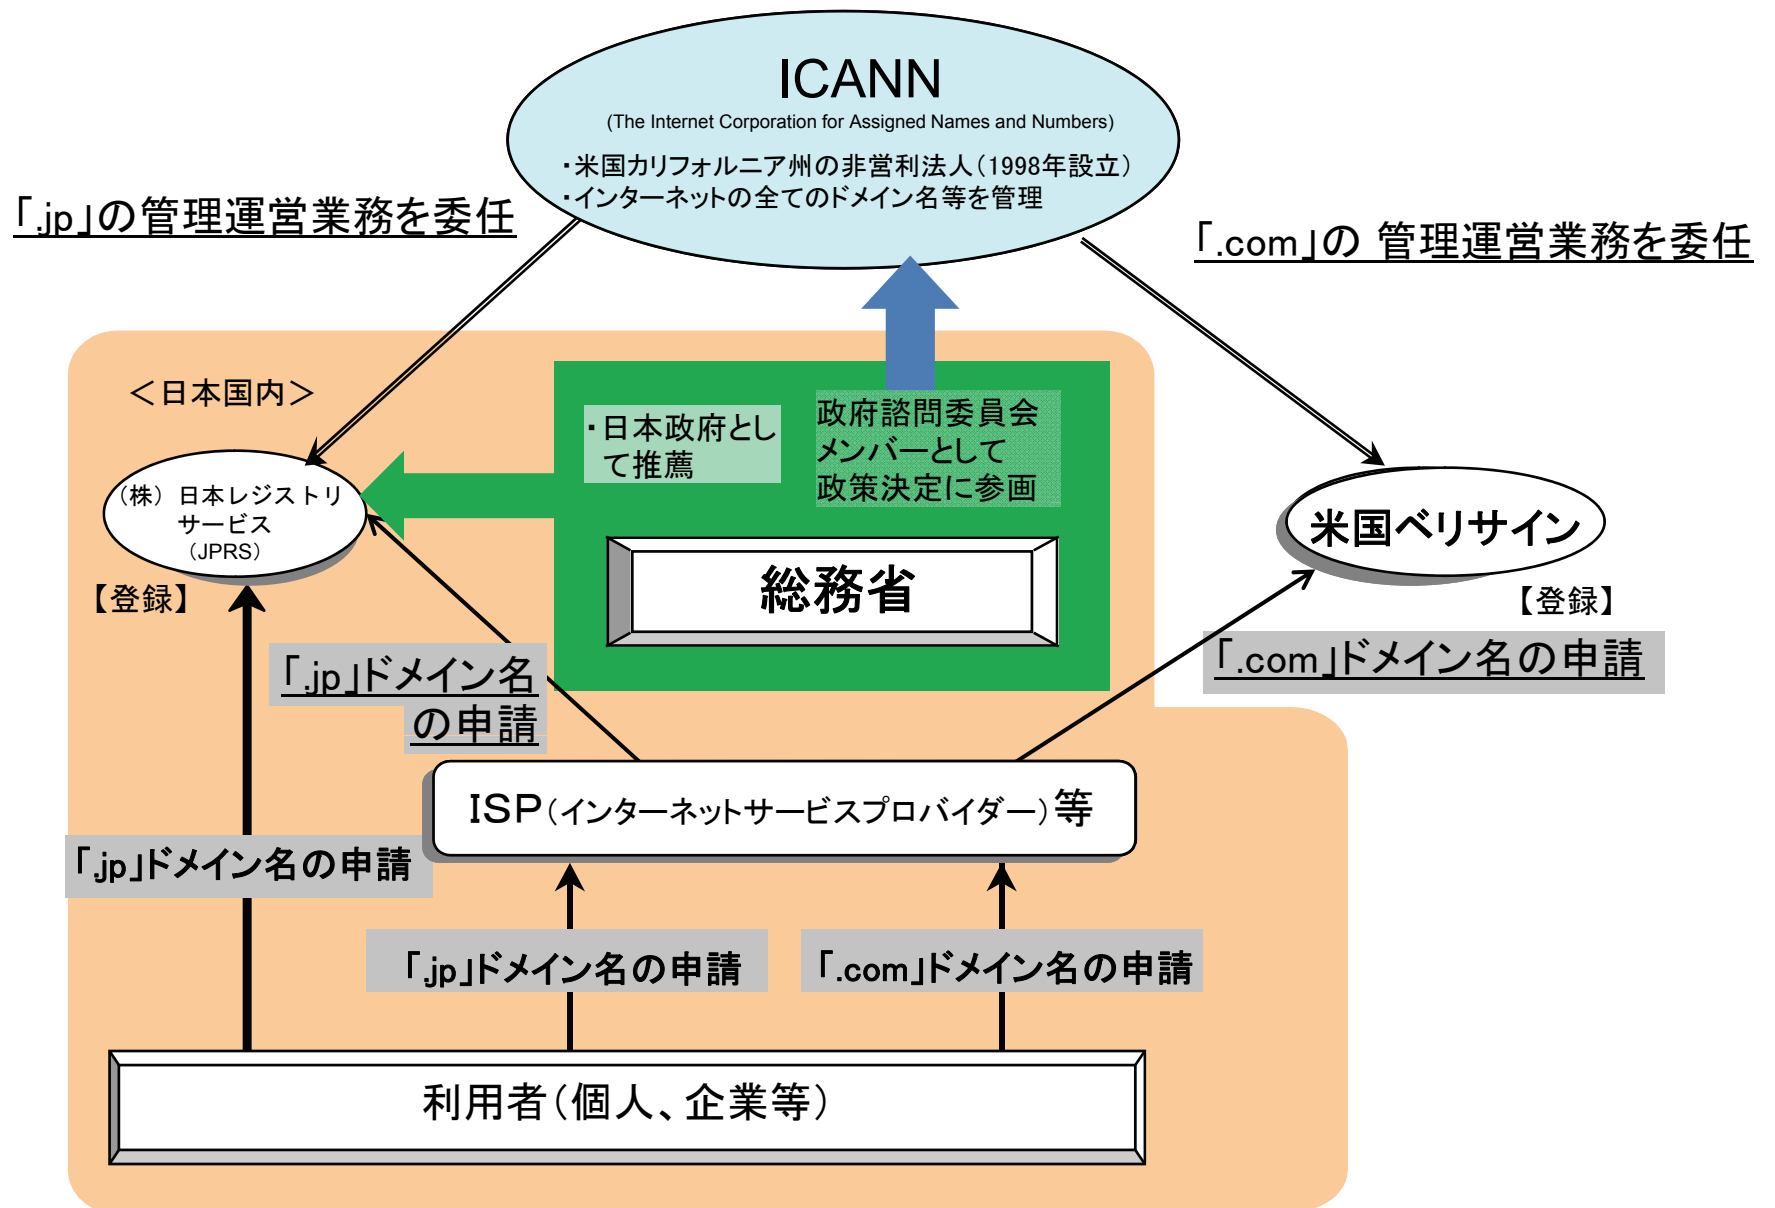 ICANN
(The Internet Corporation for Assigned Names and Numbers)
・米国カリフォルニア州の非営利法人（1998年設立）
・インターネットの全てのドメイン名等を管理
「.jp」の管理運営業務を委任
「.com」の 管理運営業務を委任
＜日本国内＞
・日本政府とし
て推薦
政府諮問委員会
メンバーとして
政策決定に参画
（株）日本レジストリ
サービス
（JPRS）
【登録】
総務省
米国ベリサイン
【登録】
「.jp」ドメイン名
の申請
「.com」ドメイン名の申請
ISP（インターネットサービスプロバイダー）等
「.jp」ドメイン名の申請
「.jp」ドメイン名の申請
「.com」ドメイン名の申請
利用者（個人、企業等）